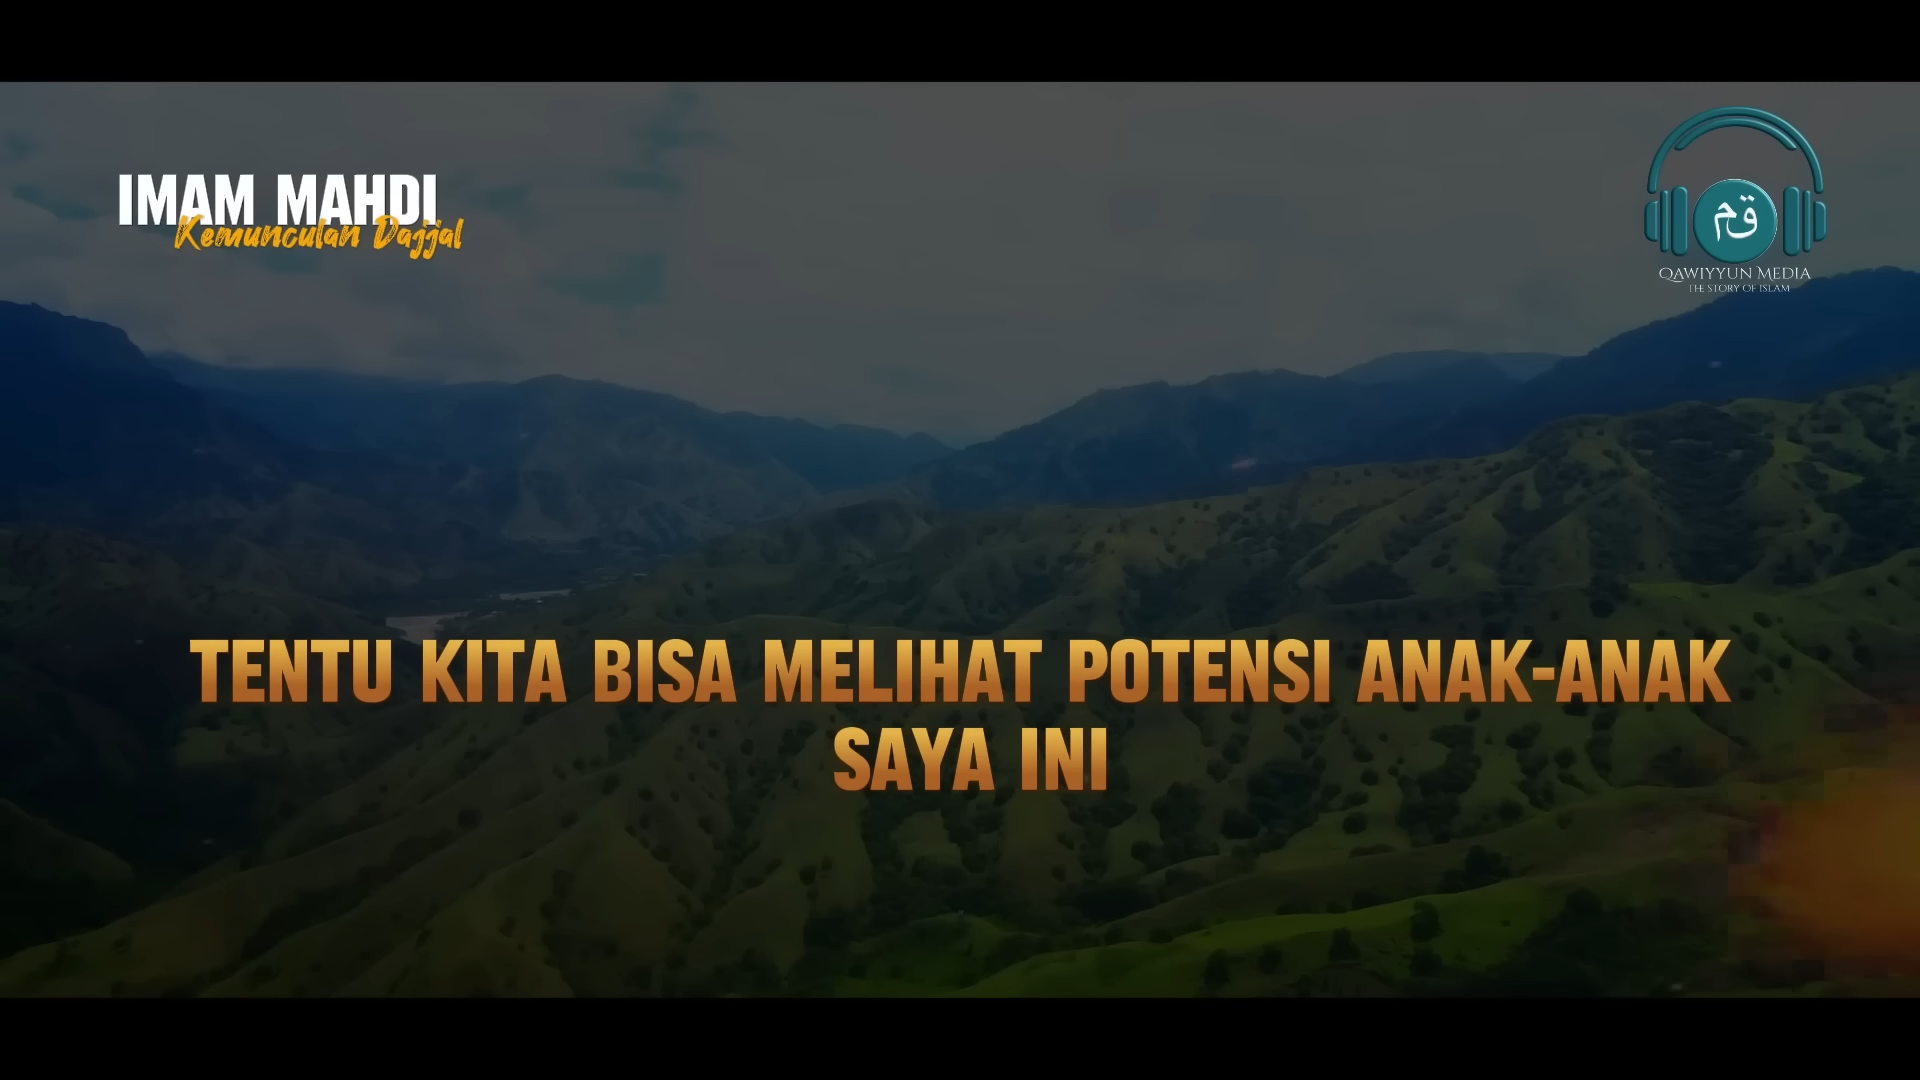 IMAM MAHDI
Kemunculan Dajjal
قم
QAWIYYUN MEDIA
THE STORY OF ISLAM
TENTU KITA BISA MELIHAT POTENSI ANAK-ANAK
SAYA INI